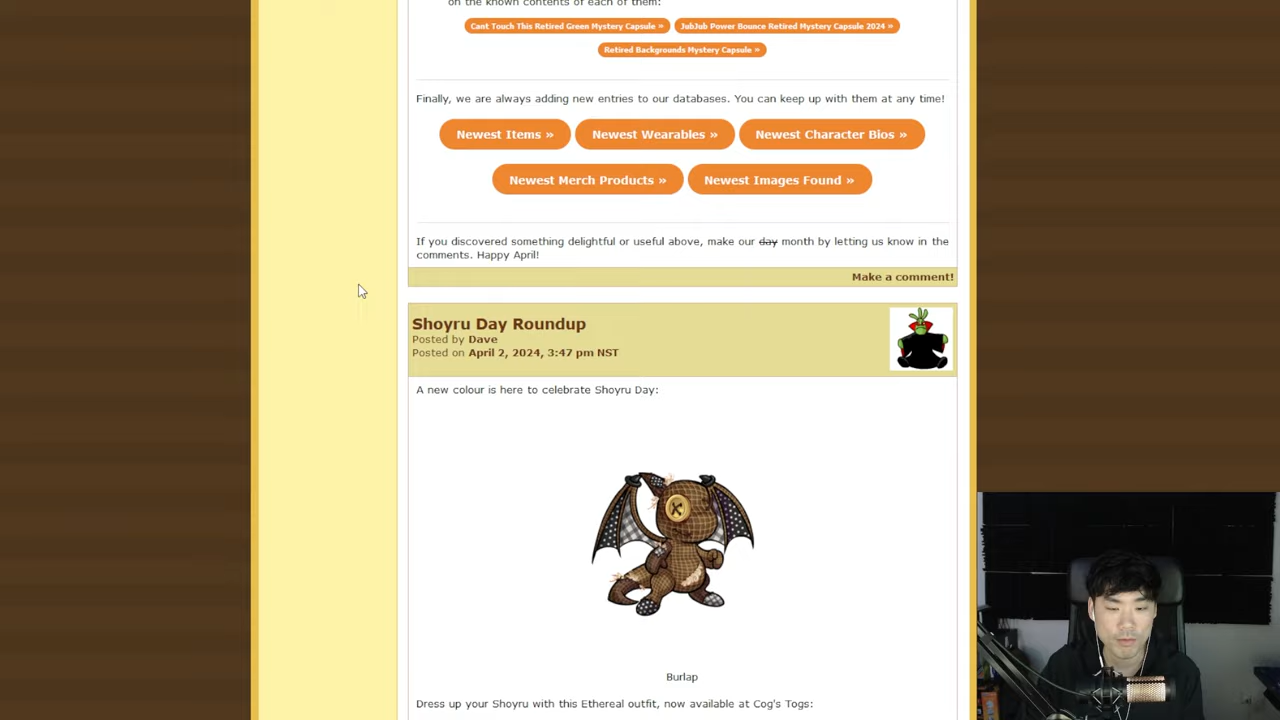 on the known contents of each of them:
Cant Touch This Retired Green Mystery Capsule » JubJub Power Bounce Retired Mystery Capsule 2024 »
Retired Backgrounds Mystery Capsule »
Finally, we are always adding new entries to our databases. You can keep up with them at any time!
Newest Items » Newest Wearables » Newest Character Bios »
Newest Merch Products » Newest Images Found »
If you discovered something delightful or useful above, make our day month by letting us know in the
comments. Happy April!
Make a comment!
Shoyru Day Roundup
Posted by Dave
Posted on April 2, 2024, 3:47 pm NST
A new colour is here to celebrate Shoyru Day:
Burlap
Dress up your Shoyru with this Ethereal outfit, now available at Cog's Togs: